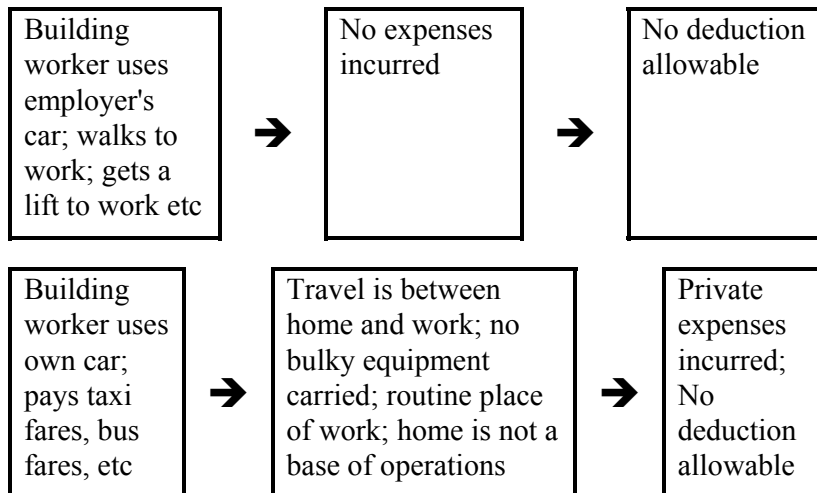 Building
worker uses
employer's
car; walks to
work; gets a
lift to work etc
No expenses
incurred
No deduction
allowable
Building
worker uses
own car;
pays taxi
fares, bus
fares, etc
Travel is between
home and work; no
bulky equipment
carried; routine place
of work; home is not a
base of operations
Private
expenses
incurred;
No
deduction
allowable